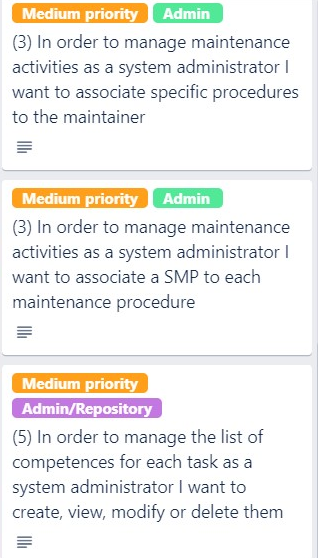 Medium priority Admin
(3) In order to manage maintenance
activities as a system administrator I
want to associate specific procedures
to the maintainer
Medium priority Admin
(3) In order to manage maintenance
activities as a system administrator I
want to associate a SMP to each
maintenance procedure
Medium priority
Admin/Repository
(5) In order to manage the list of
competences for each task as a
system administrator I want to
create, view, modify or delete them